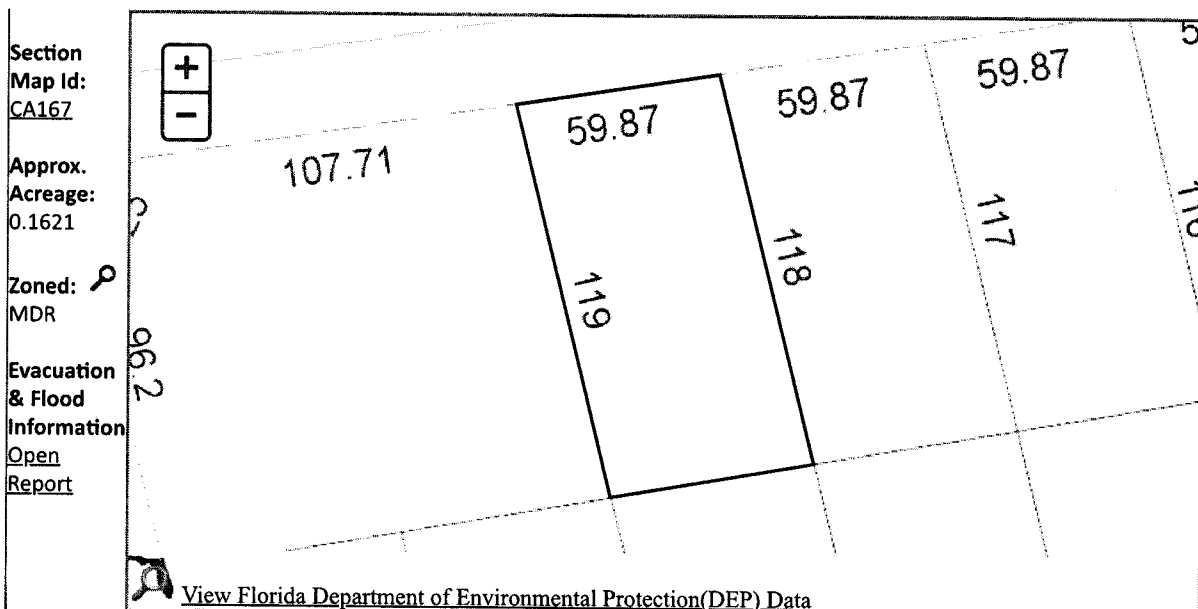 Section
Map Id:
CA167
Approx.
Acreage:
0.1621
Zoned:
MDR
Evacuation
& Flood
Information
Open
Report
+
−
107.71
59.87
59.87
59.87
5
119
118
117
96.2
View Florida Department of Environmental Protection(DEP) Data